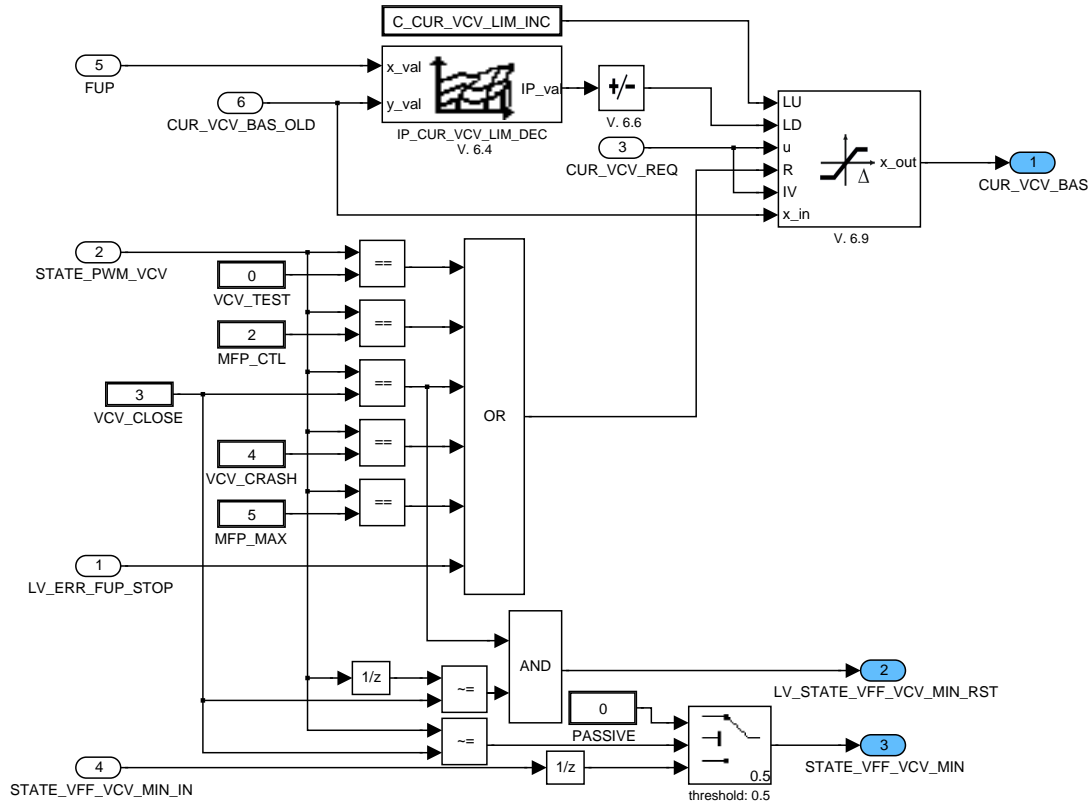 C_CUR_VCV_LIM_INC
5
FUP
x_val
y_val
IP_val
IP_CUR_VCV_LIM_DEC
V. 6.4
+/-
V. 6.6
6
CUR_VCV_BAS_OLD
3
CUR_VCV_REQ
LU
LD
u
R
IV
x_in
Δ
x_out
V. 6.9
1
CUR_VCV_BAS
2
STATE_PWM_VCV
0
VCV_TEST
==
2
MFP_CTL
==
3
VCV_CLOSE
==
4
VCV_CRASH
==
5
MFP_MAX
==
OR
1
LV_ERR_FUP_STOP
1/z
~=
AND
2
LV_STATE_VFF_VCV_MIN_RST
~=
0
PASSIVE
0.5
threshold: 0.5
3
STATE_VFF_VCV_MIN
4
STATE_VFF_VCV_MIN_IN
1/z